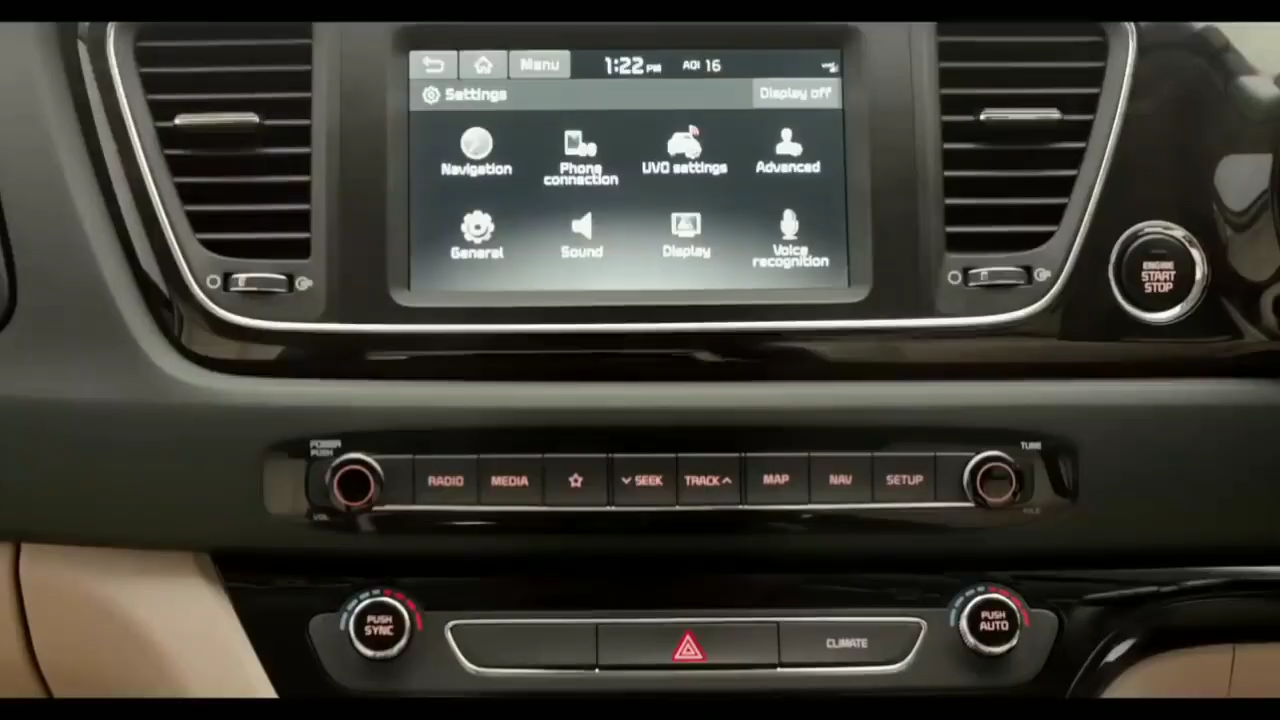 Menu 1:22 PM AQI 16
Settings Display off
Navigation Phone connection UVO settings Advanced
General Sound Display Voice recognition
ENGINE
START
STOP
POWER
PUSH
TUNE
RADIO MEDIA SEEK TRACK MAP NAV SETUP
VOL
PUSH
SYNC
PUSH
AUTO
CLIMATE